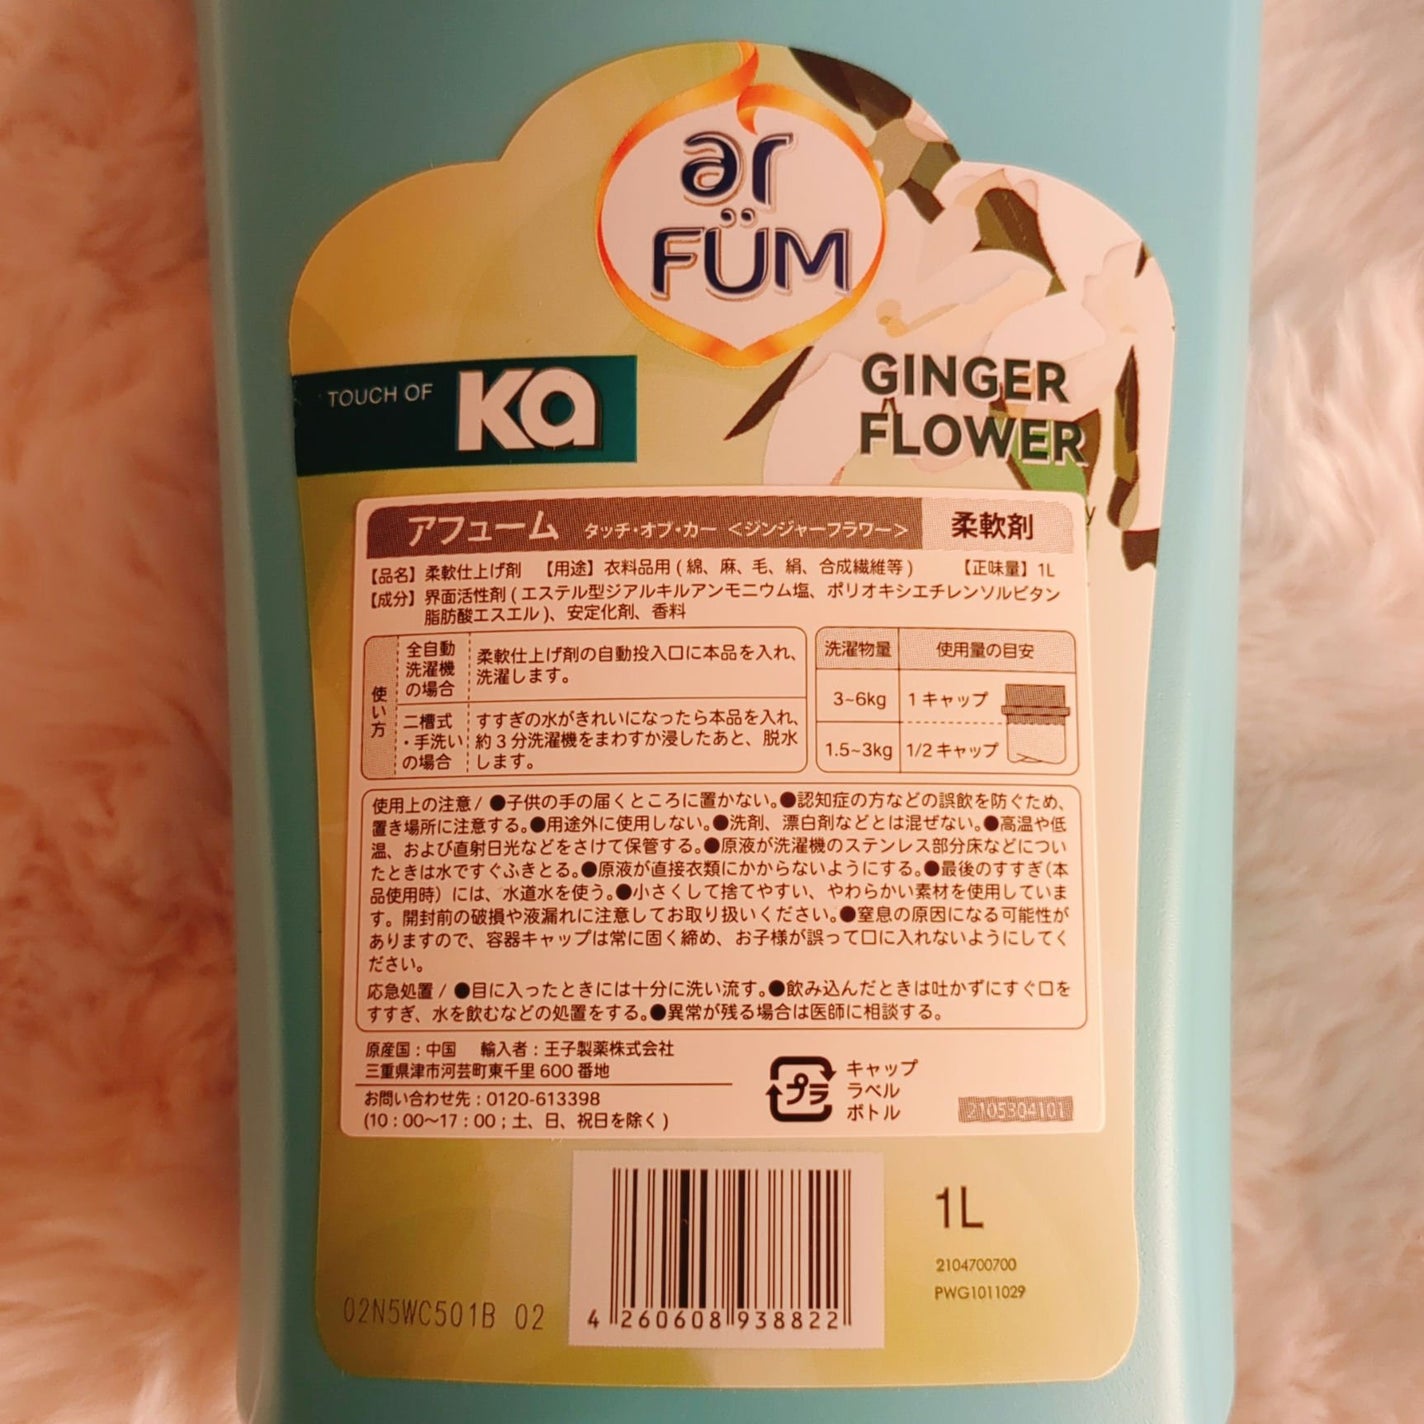 ar
FÜM
TOUCH OF Ka
GINGER
FLOWER
アフューム タッチ・オブ・カー <ジンジャーフラワー> 柔軟剤
【品名】柔軟仕上げ剤 【用途】衣料品用(綿、麻、毛、絹、合成繊維等) 【正味量】1L
【成分】界面活性剤(エステル型ジアルキルアンモニウム塩、ポリオキシエチレンソルビタン
脂肪酸エスエル)、安定化剤、香料
使い方
全自動
洗濯機
の場合
柔軟仕上げ剤の自動投入口に本品を入れ、
洗濯します。
二槽式
・手洗い
の場合
すすぎの水がきれいになったら本品を入れ、
約3分洗濯機をまわすか浸したあと、脱水
します。
洗濯物量 使用量の目安
3~6kg 1キャップ
1.5~3kg 1/2キャップ
使用上の注意/ ●子供の手の届くところに置かない。●認知症の方などの誤飲を防ぐため、
置き場所に注意する。●用途外に使用しない。●洗剤、漂白剤などとは混ぜない。●高温や低
温、および直射日光などをさけて保管する。●原液が洗濯機のステンレス部分床などについ
たときは水ですぐふきとる。●原液が直接衣類にかからないようにする。●最後のすすぎ(本
品使用時)には、水道水を使う。●小さくして捨てやすい、やわらかい素材を使用していま
す。開封前の破損や液漏れに注意してお取り扱いください。●窒息の原因になる可能性が
ありますので、容器キャップは常に固く締め、お子様が誤って口に入れないようにしてく
ださい。
応急処置/ ●目に入ったときには十分に洗い流す。●飲み込んだときは吐かずにすぐ口を
すすぎ、水を飲むなどの処置をする。●異常が残る場合は医師に相談する。
原産国:中国 輸入者:王子製薬株式会社
三重県津市河芸町東千里600番地
お問い合わせ先:0120-613398
(10:00〜17:00;土、日、祝日を除く)
プラ
キャップ
ラベル
ボトル
2105304101
4 260608 938822
1L
2104700700
PWG1011029
02N5WC501B 02